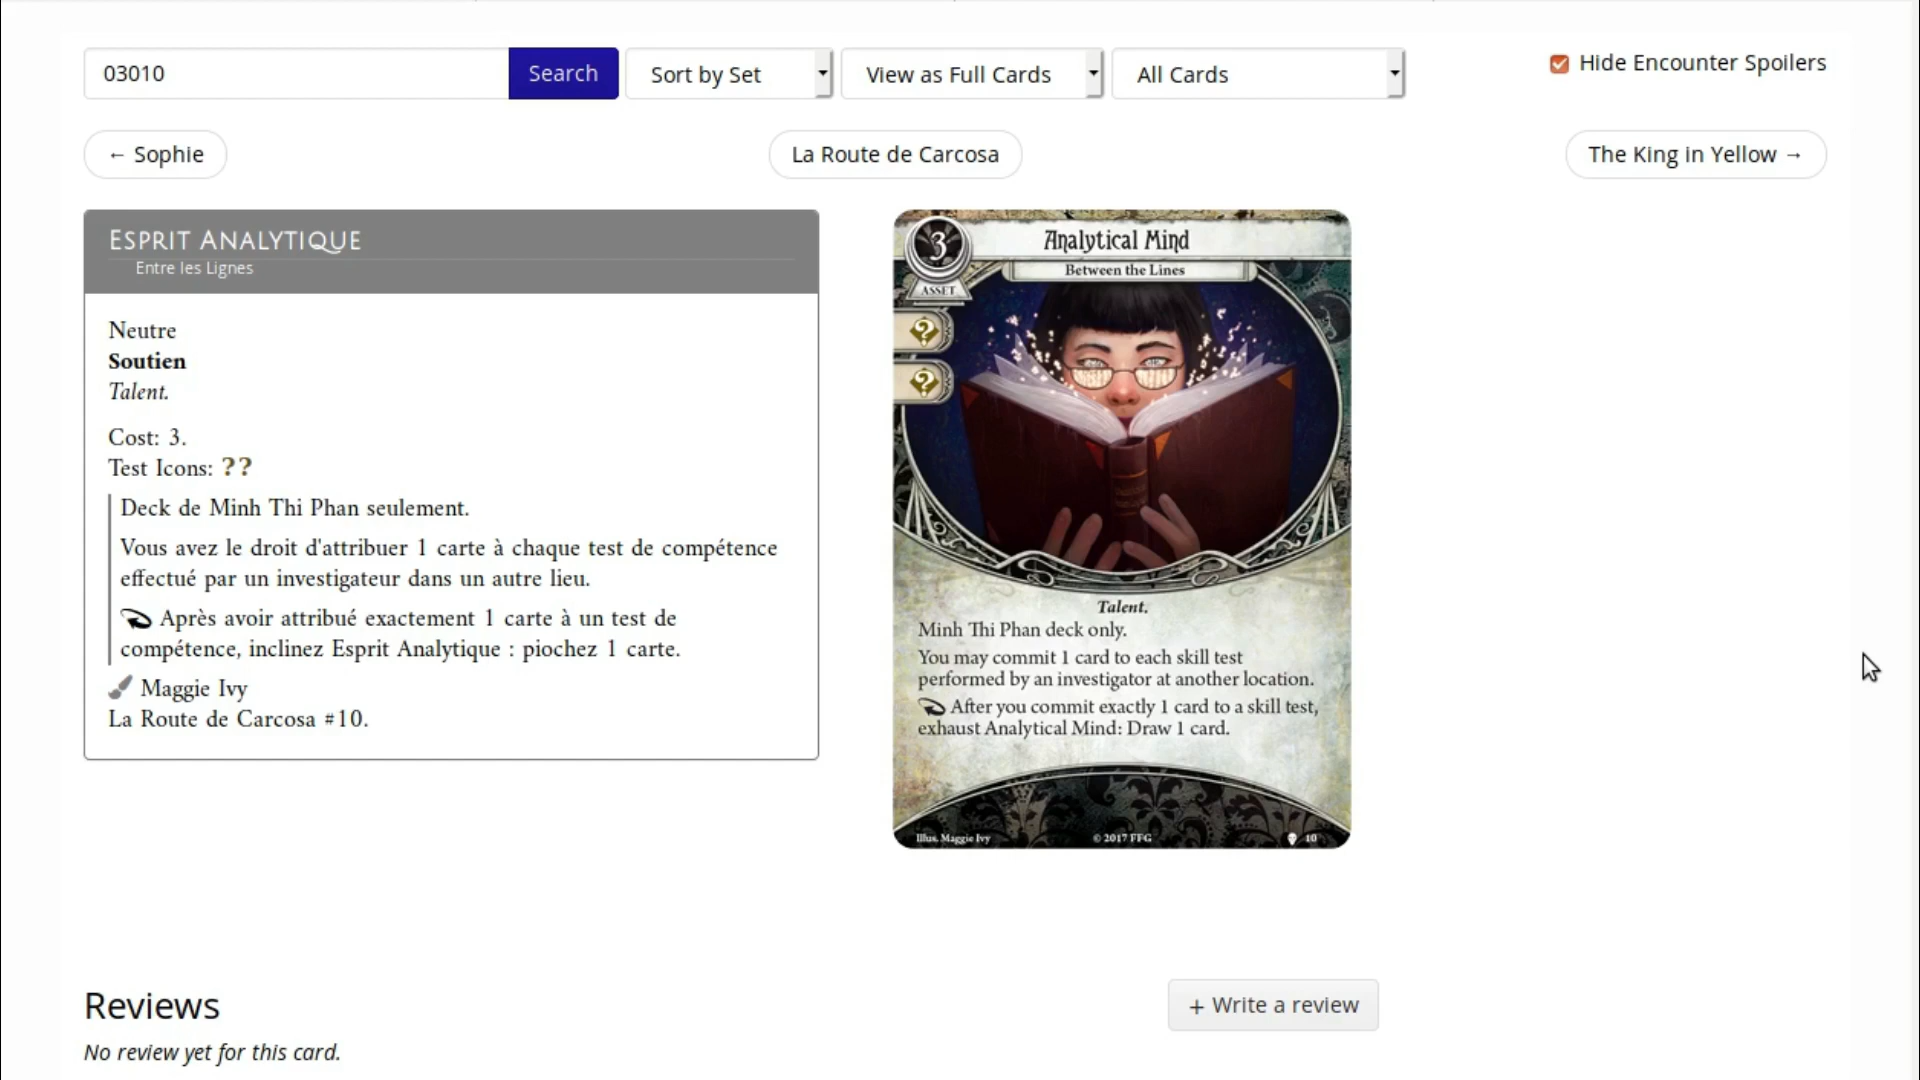 03010
Search
Sort by Set
View as Full Cards
All Cards
Hide Encounter Spoilers
← Sophie
La Route de Carcosa
The King in Yellow →
Esprit Analytique
Entre les Lignes
Neutre
Soutien
Talent.
Cost: 3.
Test Icons: ??
Deck de Minh Thi Phan seulement.
Vous avez le droit d'attribuer 1 carte à chaque test de compétence
effectué par un investigateur dans un autre lieu.
Après avoir attribué exactement 1 carte à un test de
compétence, inclinez Esprit Analytique : piochez 1 carte.
Maggie Ivy
La Route de Carcosa #10.
3
Analytical Mind
Between the Lines
ASSET
?
?
Talent.
Minh Thi Phan deck only.
You may commit 1 card to each skill test
performed by an investigator at another location.
After you commit exactly 1 card to a skill test,
exhaust Analytical Mind: Draw 1 card.
Illus. Maggie Ivy
© 2017 FFG
10
Reviews
+ Write a review
No review yet for this card.